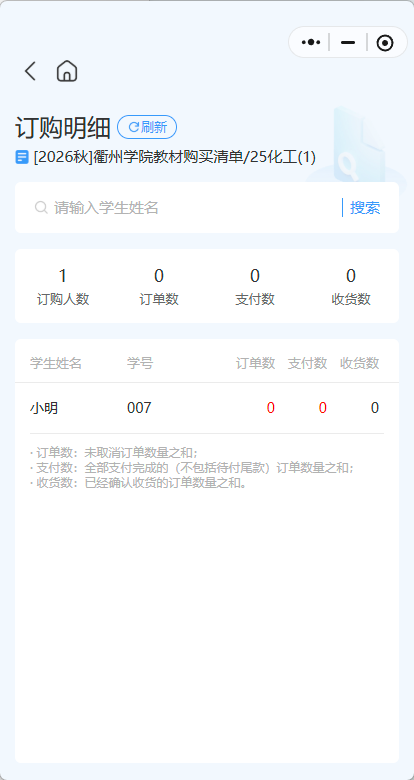 订购明细 刷新
[2026秋]衢州学院教材购买清单/25化工(1)
请输入学生姓名 搜索
1 0 0 0
订购人数 订单数 支付数 收货数
学生姓名 学号 订单数 支付数 收货数
小明 007 0 0 0
· 订单数：未取消订单数量之和；
· 支付数：全部支付完成的（不包括待付尾款）订单数量之和；
· 收货数：已经确认收货的订单数量之和。